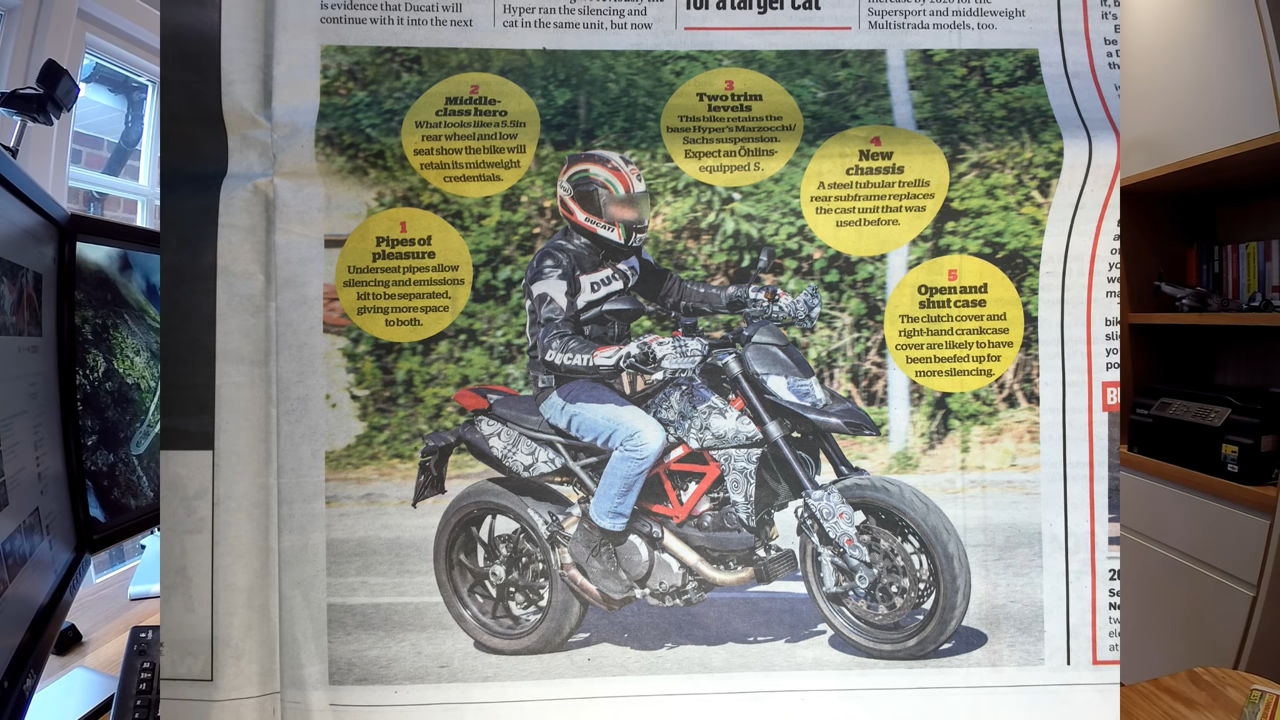 is evidence that Ducati will
continue with it into the next
Hyper ran the silencing and
cat in the same unit, but now
for a larger cat
Supersport and middleweight
Multistrada models, too.
1
Pipes of
pleasure
Underseat pipes allow
silencing and emissions
kit to be separated,
giving more space
to both.
2
Middle-
class hero
What looks like a 5.5in
rear wheel and low
seat show the bike will
retain its midweight
credentials.
3
Two trim
levels
This bike retains the
base Hyper's Marzocchi/
Sachs suspension.
Expect an Öhlins-
equipped S.
4
New
chassis
A steel tubular trellis
rear subframe replaces
the cast unit that was
used before.
5
Open and
shut case
The clutch cover and
right-hand crankcase
cover are likely to have
been beefed up for
more silencing.
DUCATI
DUCATI
DELL